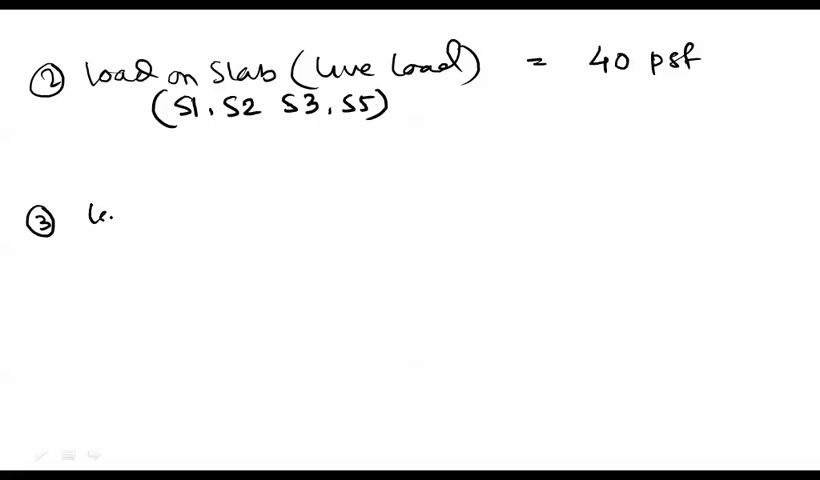 ② Load on Slab (Live Load) = 40 psf
(S1, S2 S3, S5)
③